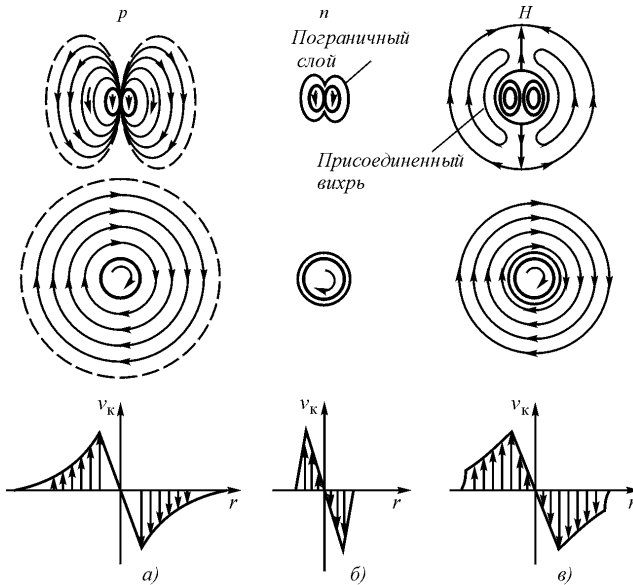 p
n
H
Пограничный
слой
Присоединенный
вихрь
vк
r
vк
r
vк
r
а)
б)
в)